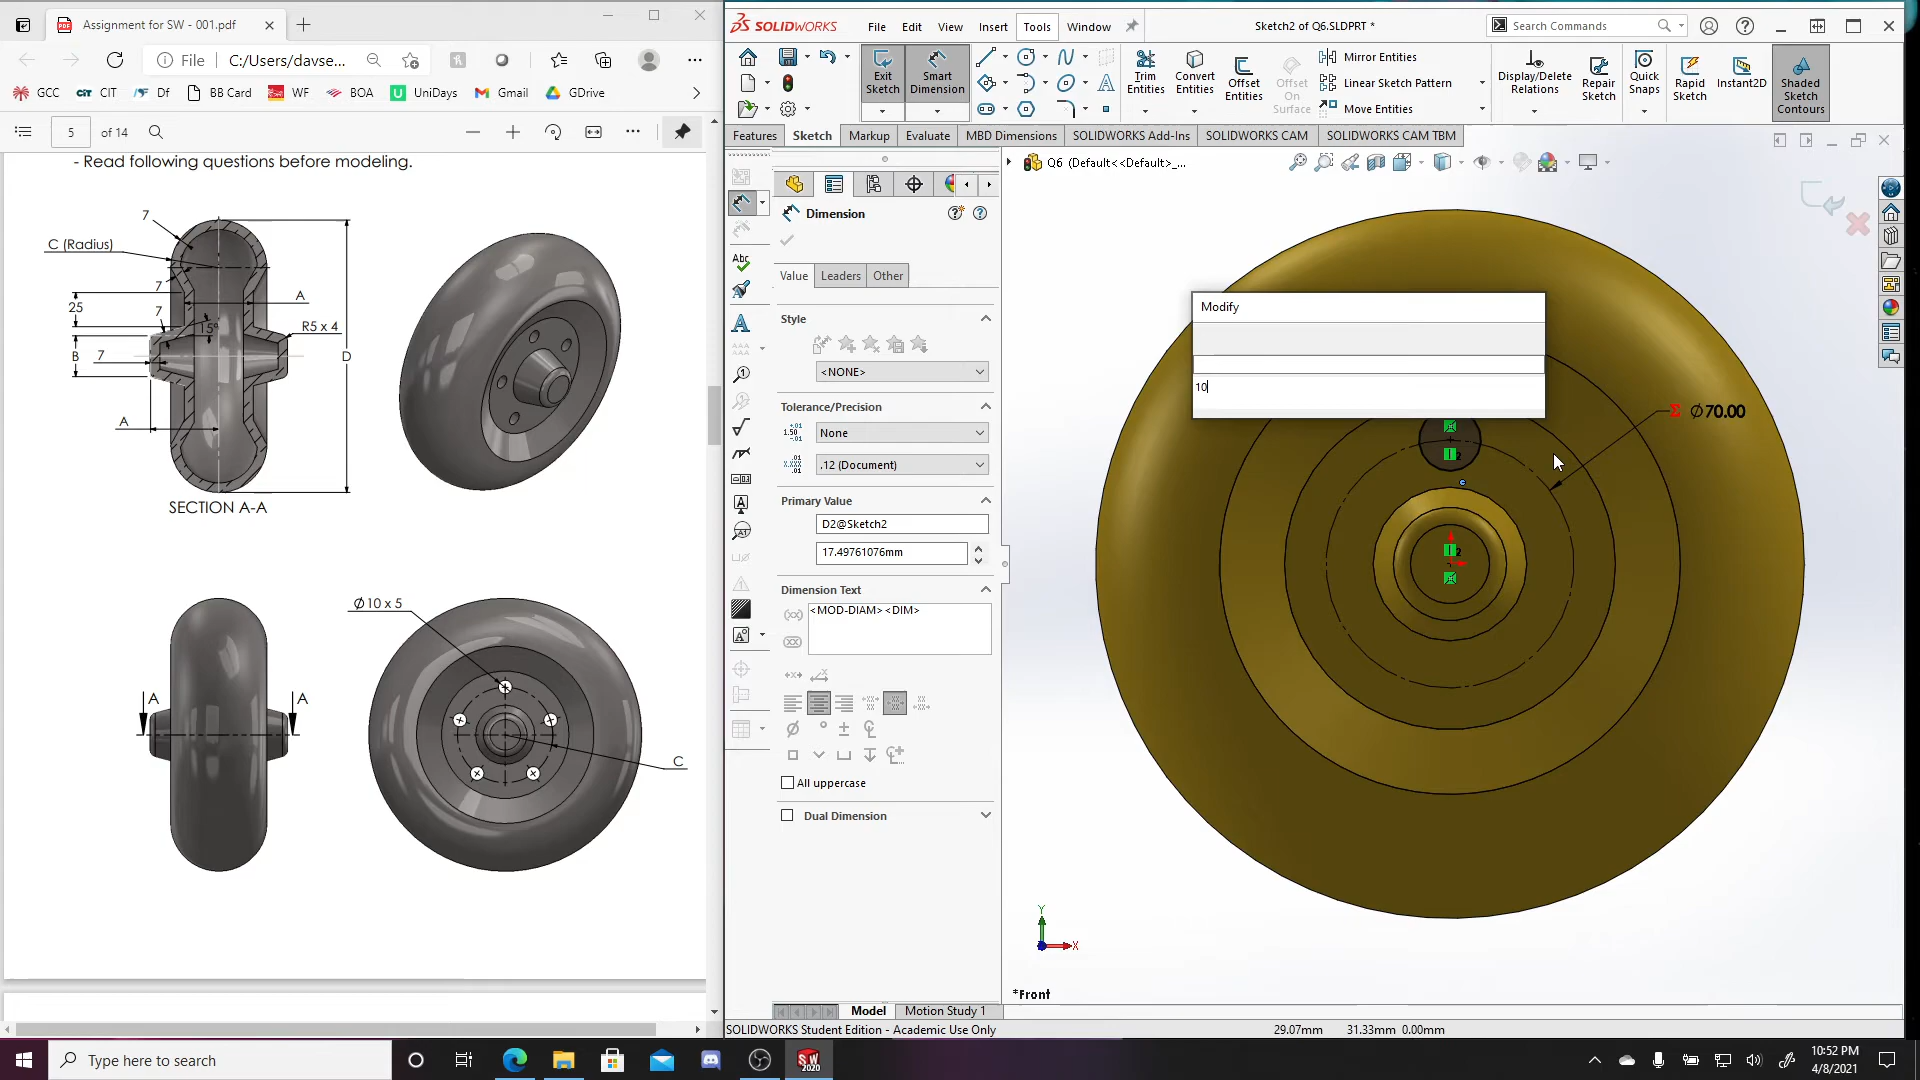 Assignment for SW - 001.pdf
File
C:/Users/davse...
GCC
CIT
Df
BB Card
WF
BOA
UniDays
Gmail
GDrive
5
of 14
- Read following questions before modeling.
7
C (Radius)
7
A
25
7
15°
R5 x 4
B
7
D
A
SECTION A-A
Ø10 x 5
A
A
C
SOLIDWORKS
File
Edit
View
Insert
Tools
Window
Sketch2 of Q6.SLDPRT *
Search Commands
Exit Sketch
Smart Dimension
Trim Entities
Convert Entities
Offset Entities
Offset On Surface
Mirror Entities
Linear Sketch Pattern
Move Entities
Display/Delete Relations
Repair Sketch
Quick Snaps
Rapid Sketch
Instant2D
Shaded Sketch Contours
Features
Sketch
Markup
Evaluate
MBD Dimensions
SOLIDWORKS Add-Ins
SOLIDWORKS CAM
SOLIDWORKS CAM TBM
Q6 (Default<<Default>_...
Dimension
Value
Leaders
Other
Style
<NONE>
Tolerance/Precision
None
.12 (Document)
Primary Value
D2@Sketch2
17.49761076mm
Dimension Text
<MOD-DIAM><DIM>
All uppercase
Dual Dimension
Modify
10
Σ Ø70.00
2
2
Y
X
*Front
Model
Motion Study 1
SOLIDWORKS Student Edition - Academic Use Only
29.07mm
31.33mm
0.00mm
Type here to search
10:52 PM
4/8/2021